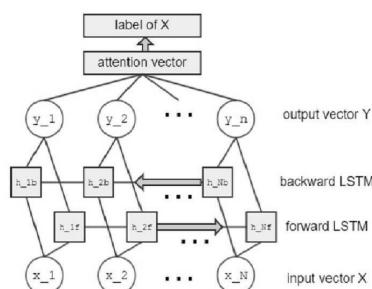 label of X
attention vector
y_1 y_2 ... y_n output vector Y
h_1b h_2b ... h_Nb backward LSTM
h_1f h_2f ... h_Nf forward LSTM
x_1 x_2 ... x_N input vector X